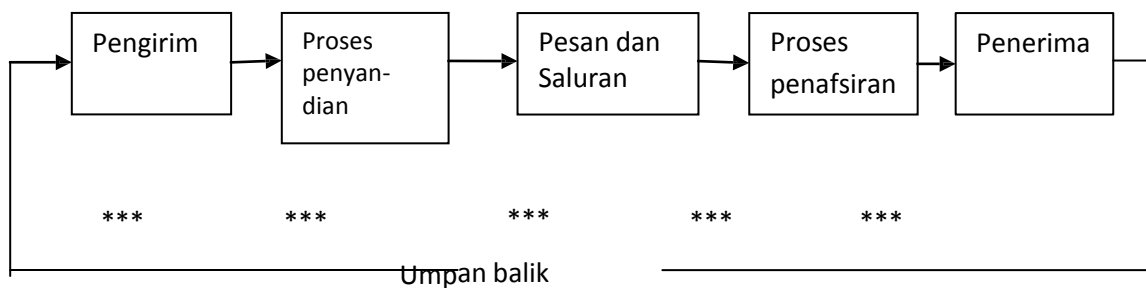 Pengirim
Proses
penyan-
dian
Pesan dan
Saluran
Proses
penafsiran
Penerima
*** *** *** *** ***
Umpan balik